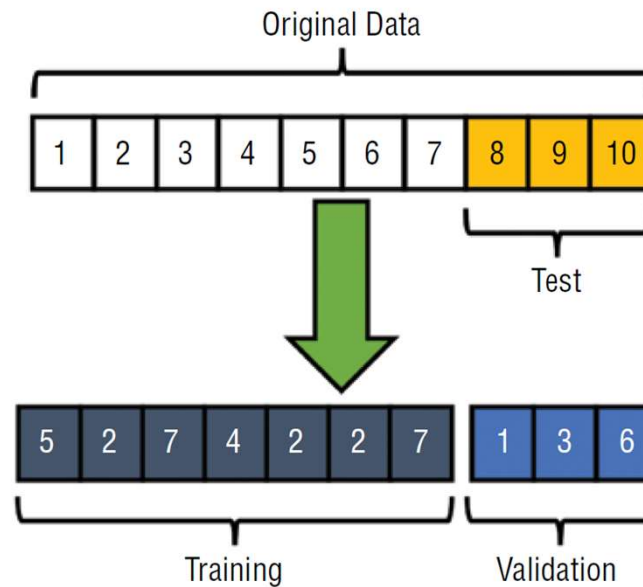 Original Data
1 2 3 4 5 6 7 8 9 10
Test
5 2 7 4 2 2 7 1 3 6
Training Validation